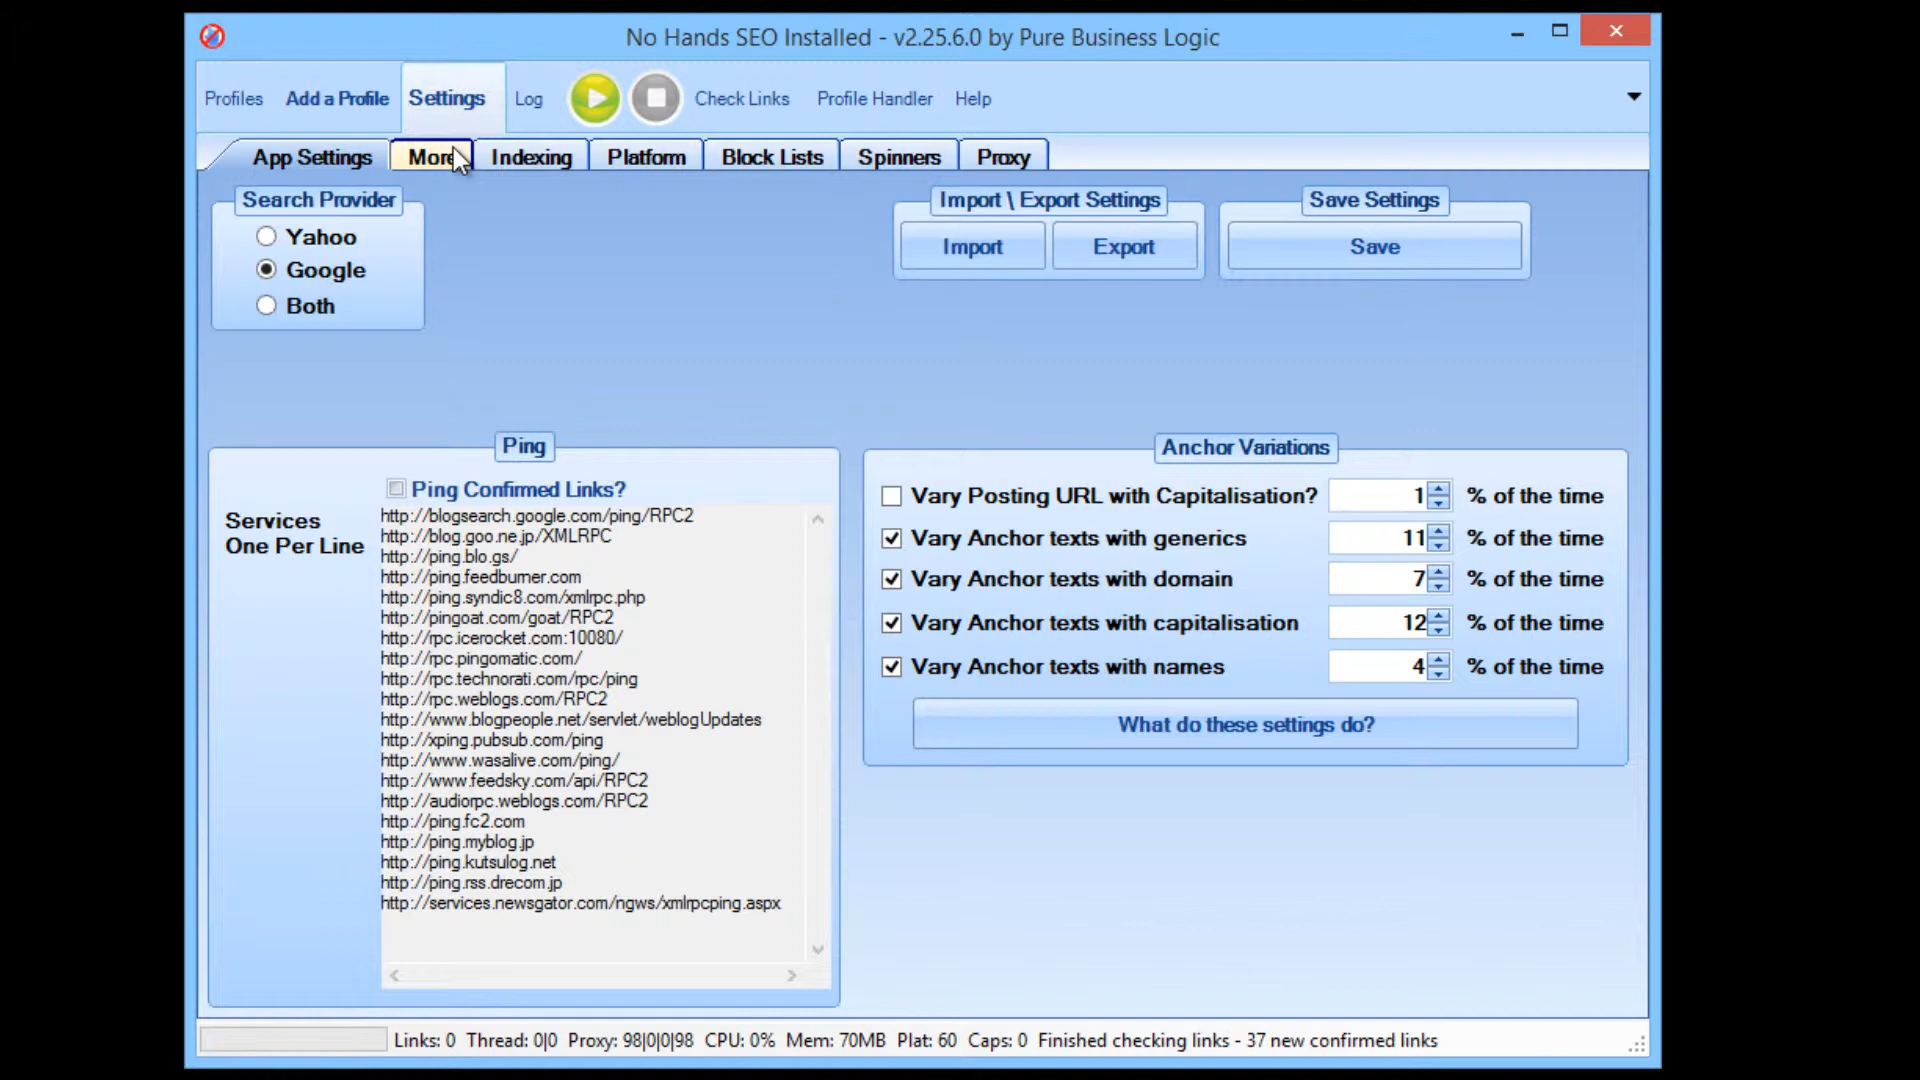 No Hands SEO Installed - v2.25.6.0 by Pure Business Logic
Profiles Add a Profile Settings Log Check Links Profile Handler Help
App Settings More Indexing Platform Block Lists Spinners Proxy
Search Provider
Yahoo
Google
Both
Import \ Export Settings
Import Export
Save Settings
Save
Ping
Ping Confirmed Links?
Services
One Per Line
http://blogsearch.google.com/ping/RPC2
http://blog.goo.ne.jp/XMLRPC
http://ping.blo.gs/
http://ping.feedburner.com
http://ping.syndic8.com/xmlrpc.php
http://pingoat.com/goat/RPC2
http://rpc.icerocket.com:10080/
http://rpc.pingomatic.com/
http://rpc.technorati.com/rpc/ping
http://rpc.weblogs.com/RPC2
http://www.blogpeople.net/servlet/weblogUpdates
http://xping.pubsub.com/ping
http://www.wasalive.com/ping/
http://www.feedsky.com/api/RPC2
http://audiorpc.weblogs.com/RPC2
http://ping.fc2.com
http://ping.myblog.jp
http://ping.kutsulog.net
http://ping.rss.drecom.jp
http://services.newsgator.com/ngws/xmlrpcping.aspx
Anchor Variations
Vary Posting URL with Capitalisation? 1 % of the time
Vary Anchor texts with generics 11 % of the time
Vary Anchor texts with domain 7 % of the time
Vary Anchor texts with capitalisation 12 % of the time
Vary Anchor texts with names 4 % of the time
What do these settings do?
Links: 0 Thread: 0|0 Proxy: 98|0|0|98 CPU: 0% Mem: 70MB Plat: 60 Caps: 0 Finished checking links - 37 new confirmed links